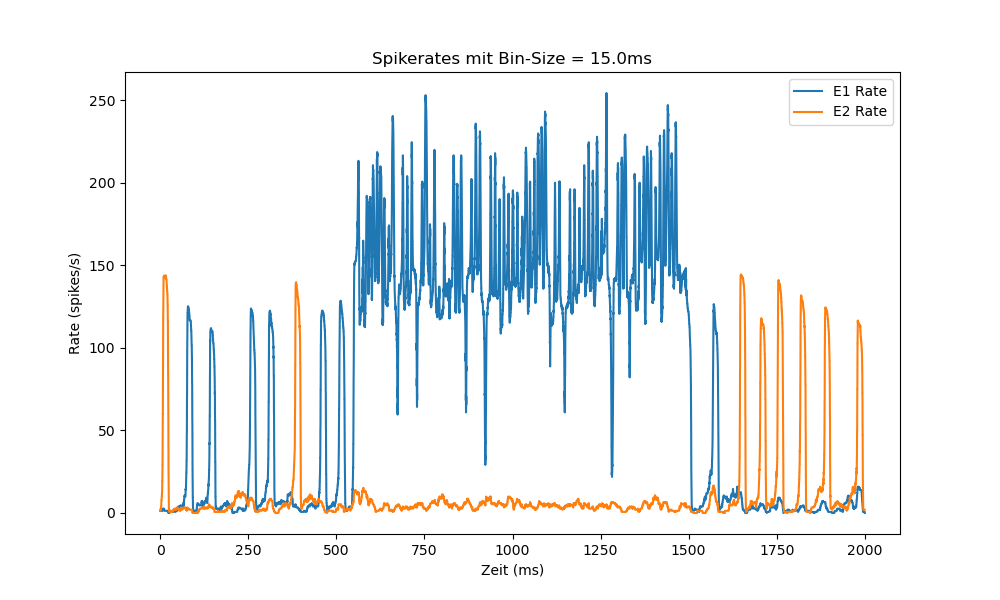 Spikerates mit Bin-Size = 15.0ms
E1 Rate
E2 Rate
Rate (spikes/s)
250
200
150
100
50
0
0 250 500 750 1000 1250 1500 1750 2000
Zeit (ms)